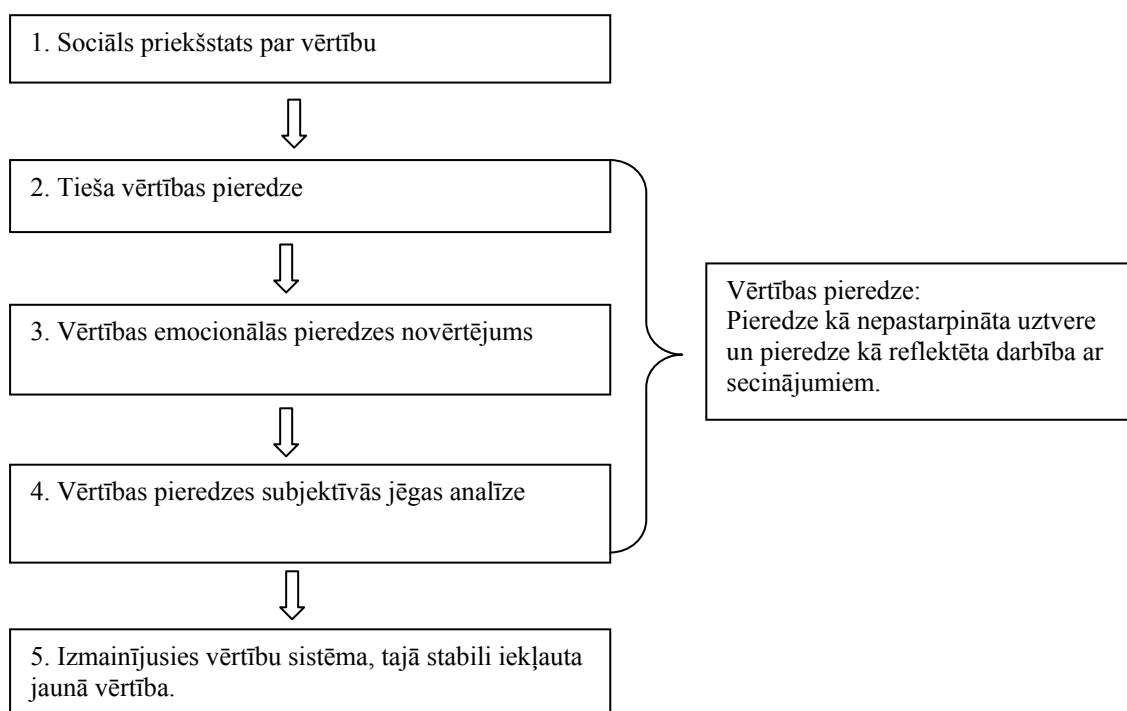 1. Sociāls priekšstats par vērtību
2. Tieša vērtības pieredze
3. Vērtības emocionālās pieredzes novērtējums
4. Vērtības pieredzes subjektīvās jēgas analīze
5. Izmainījusies vērtību sistēma, tajā stabili iekļauta
jaunā vērtība.
Vērtības pieredze:
Pieredze kā nepastarpināta uztvere
un pieredze kā reflektēta darbība ar
secinājumiem.